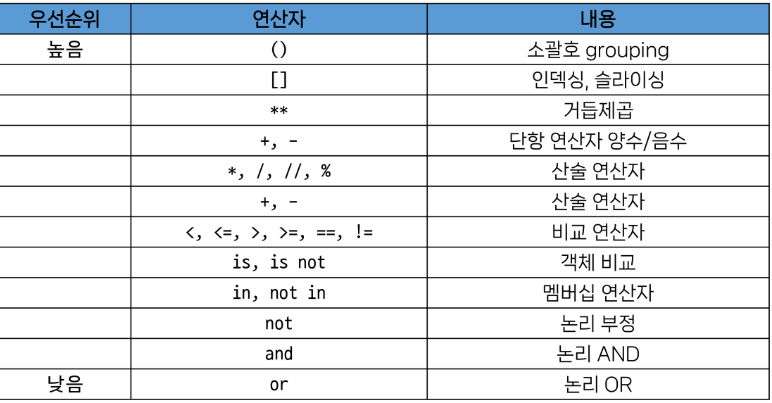 우선순위 연산자 내용
높음 () 소괄호 grouping
[] 인덱싱, 슬라이싱
** 거듭제곱
+, - 단항 연산자 양수/음수
*, /, //, % 산술 연산자
+, - 산술 연산자
<, <=, >, >=, ==, != 비교 연산자
is, is not 객체 비교
in, not in 멤버십 연산자
not 논리 부정
and 논리 AND
낮음 or 논리 OR